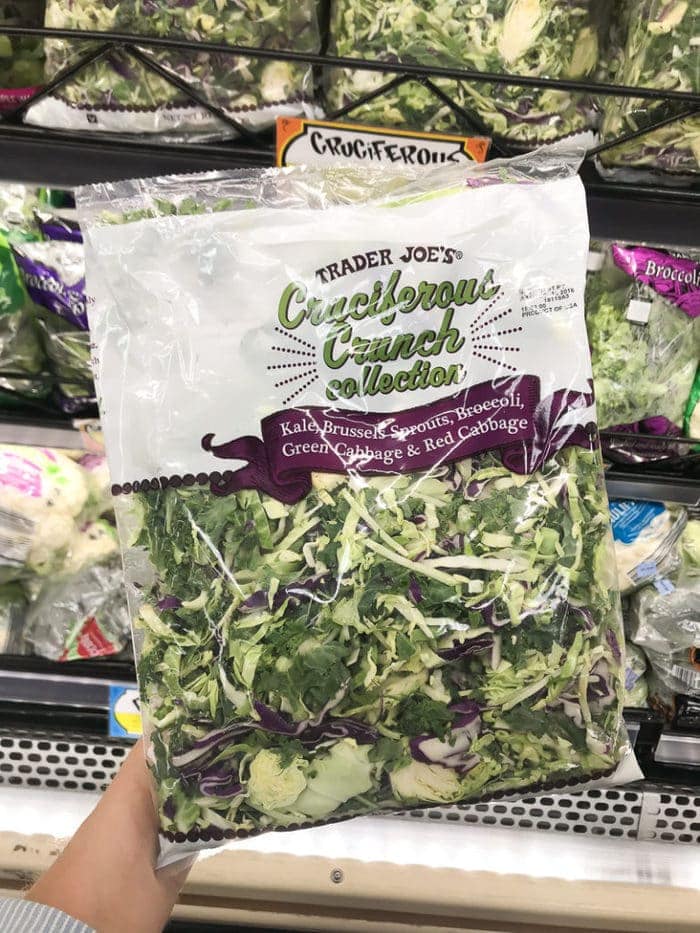 CRUCIFEROUS
TRADER JOE'S®
Cruciferous
Crunch
collection
Kale, Brussels Sprouts, Broccoli,
Green Cabbage & Red Cabbage
Broccoli